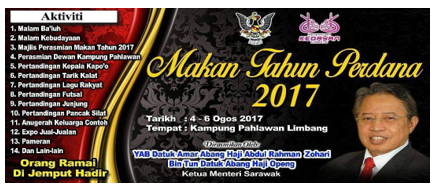 Aktiviti
1. Malam Ba'iuh
2. Malam Kebudayaan
3. Majlis Perasmian Makan Tahun 2017
4. Perasmian Dewan Kampung Pahlawan
5. Pertandingan Kepala Kapo'o
6. Pertandingan Tarik Kalat
7. Pertandingan Lagu Rakyat
8. Pertandingan Futsal
9. Pertandingan Junjung
10. Pertandingan Pancak Silat
11. Anugerah Keluarga Contoh
12. Expo Jual-Jualan
13. Pameran
14. Dan Lain-lain
Orang Ramai
Di Jemput Hadir
KEDAYAN
Makan Tahun Perdana
2017
Tarikh : 4 - 6 Ogos 2017
Tempat : Kampung Pahlawan Limbang
Dirasmikan Oleh
YAB Datuk Amar Abang Haji Abdul Rahman Zohari
Bin Tun Datuk Abang Haji Openg
Ketua Menteri Sarawak